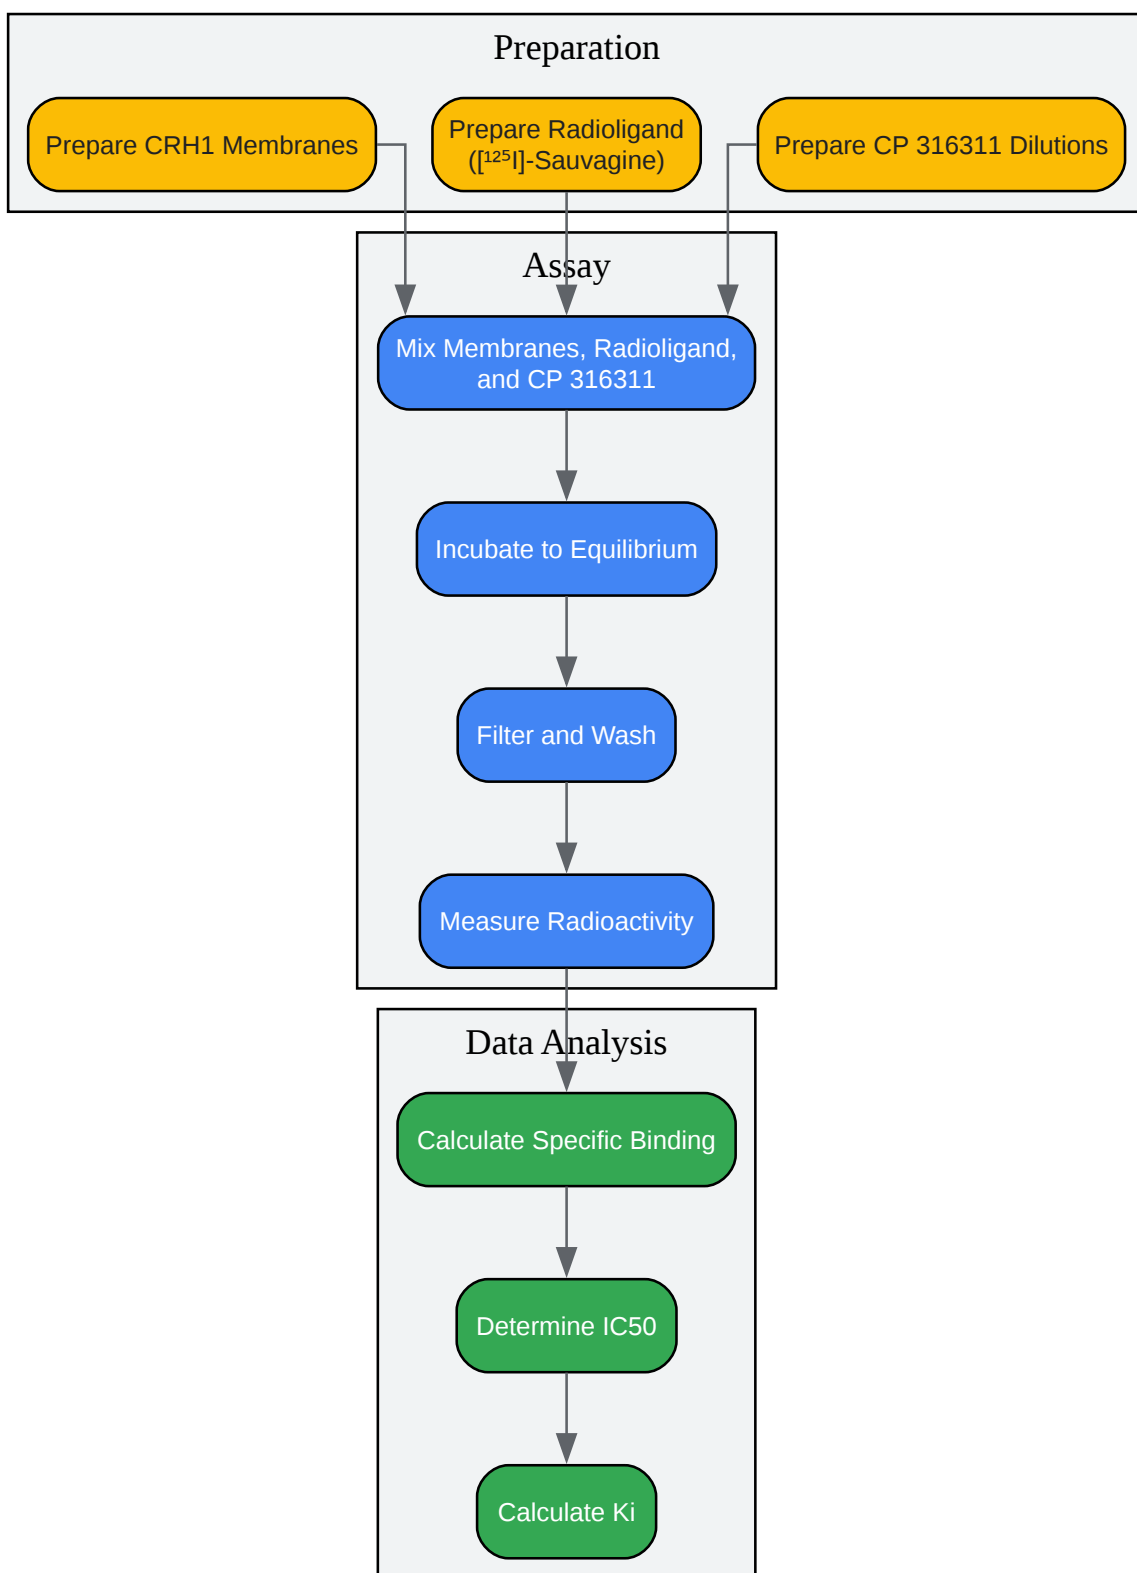 Preparation
Prepare CRH1 Membranes
Prepare Radioligand
([¹²⁵I]-Sauvagine)
Prepare CP 316311 Dilutions
Assay
Mix Membranes, Radioligand,
and CP 316311
Incubate to Equilibrium
Filter and Wash
Measure Radioactivity
Data Analysis
Calculate Specific Binding
Determine IC50
Calculate Ki